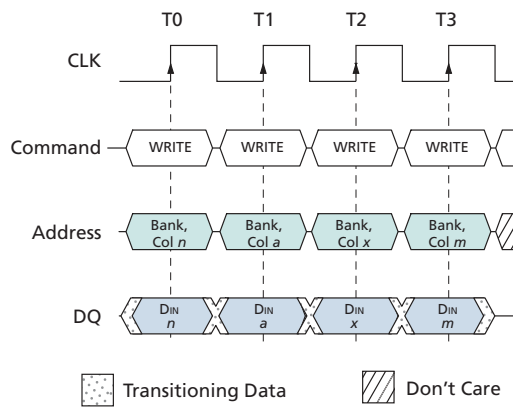 T0 T1 T2 T3
CLK
Command WRITE WRITE WRITE WRITE
Bank, Bank, Bank, Bank,
Address
Col n Col a Col x Col m
DIN DIN DIN DIN
DQ
n a x m
Transitioning Data Don't Care